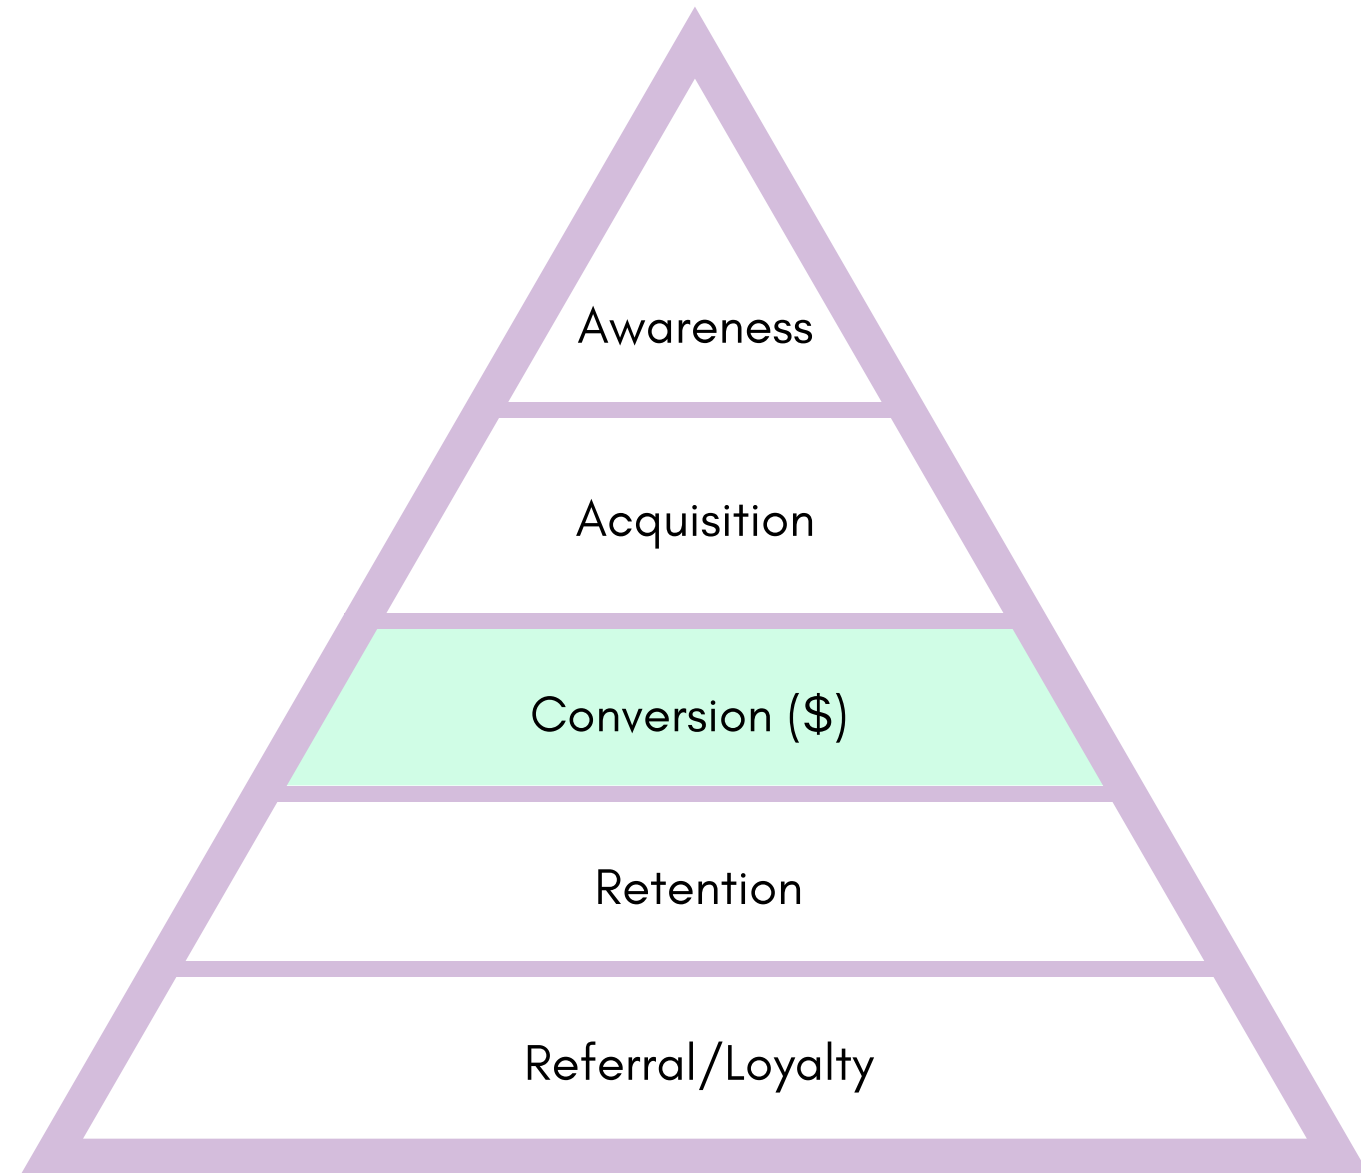 Awareness
Acquisition
Conversion ($)
Retention
Referral/Loyalty